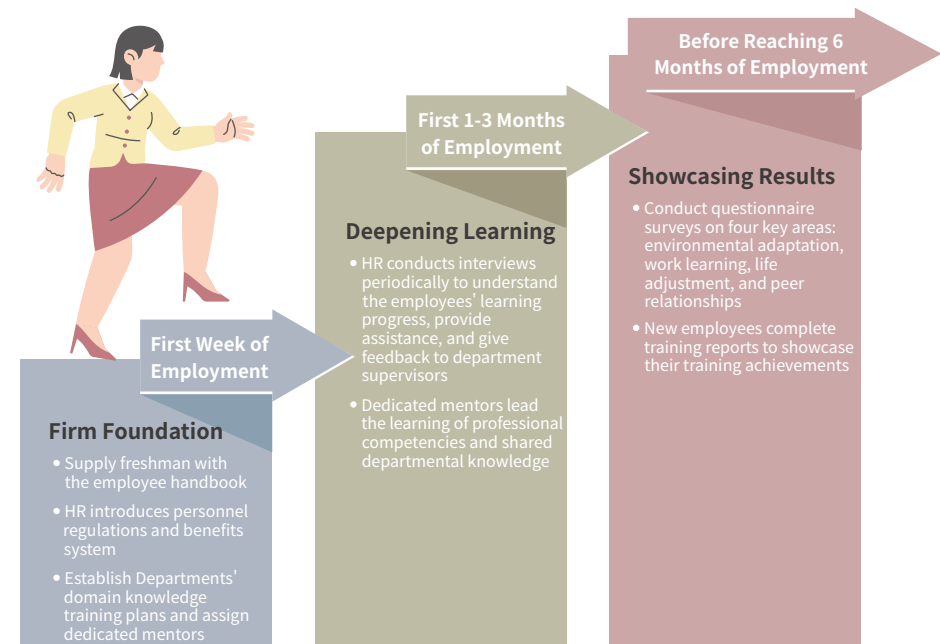 First Week of
Employment
Firm Foundation
• Supply freshman with
the employee handbook
• HR introduces personnel
regulations and benefits
system
• Establish Departments'
domain knowledge
training plans and assign
dedicated mentors
First 1-3 Months
of Employment
Deepening Learning
• HR conducts interviews
periodically to understand
the employees' learning
progress, provide
assistance, and give
feedback to department
supervisors
• Dedicated mentors lead
the learning of professional
competencies and shared
departmental knowledge
Before Reaching 6
Months of Employment
Showcasing Results
• Conduct questionnaire
surveys on four key areas:
environmental adaptation,
work learning, life
adjustment, and peer
relationships
• New employees complete
training reports to showcase
their training achievements